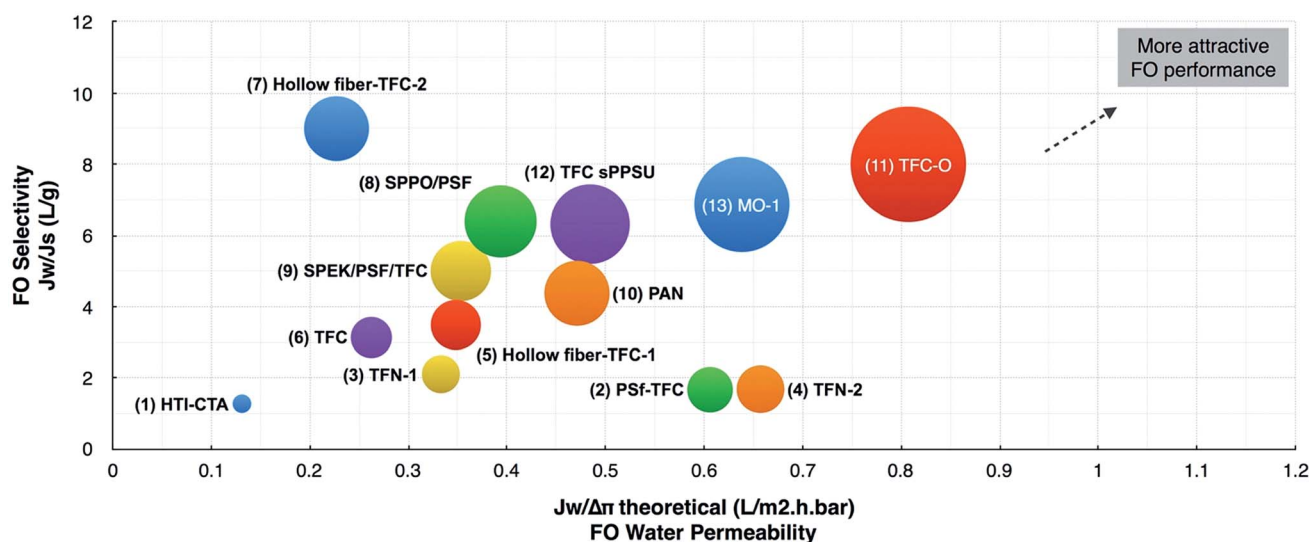 12
More attractive
FO performance
(7) Hollow fiber-TFC-2
10
(11) TFC-O
8
(8) SPPO/PSF
(12) TFC sPPSU
(13) MO-1
FO Selectivity
Jw/Js (L/g)
6
(9) SPEK/PSF/TFC
(10) PAN
4
(6) TFC
(5) Hollow fiber-TFC-1
(3) TFN-1
2
(2) PSf-TFC
(4) TFN-2
(1) HTI-CTA
0
0 0.1 0.2 0.3 0.4 0.5 0.6 0.7 0.8 0.9 1 1.1 1.2
Jw/Δπ theoretical (L/m2.h.bar)
FO Water Permeability